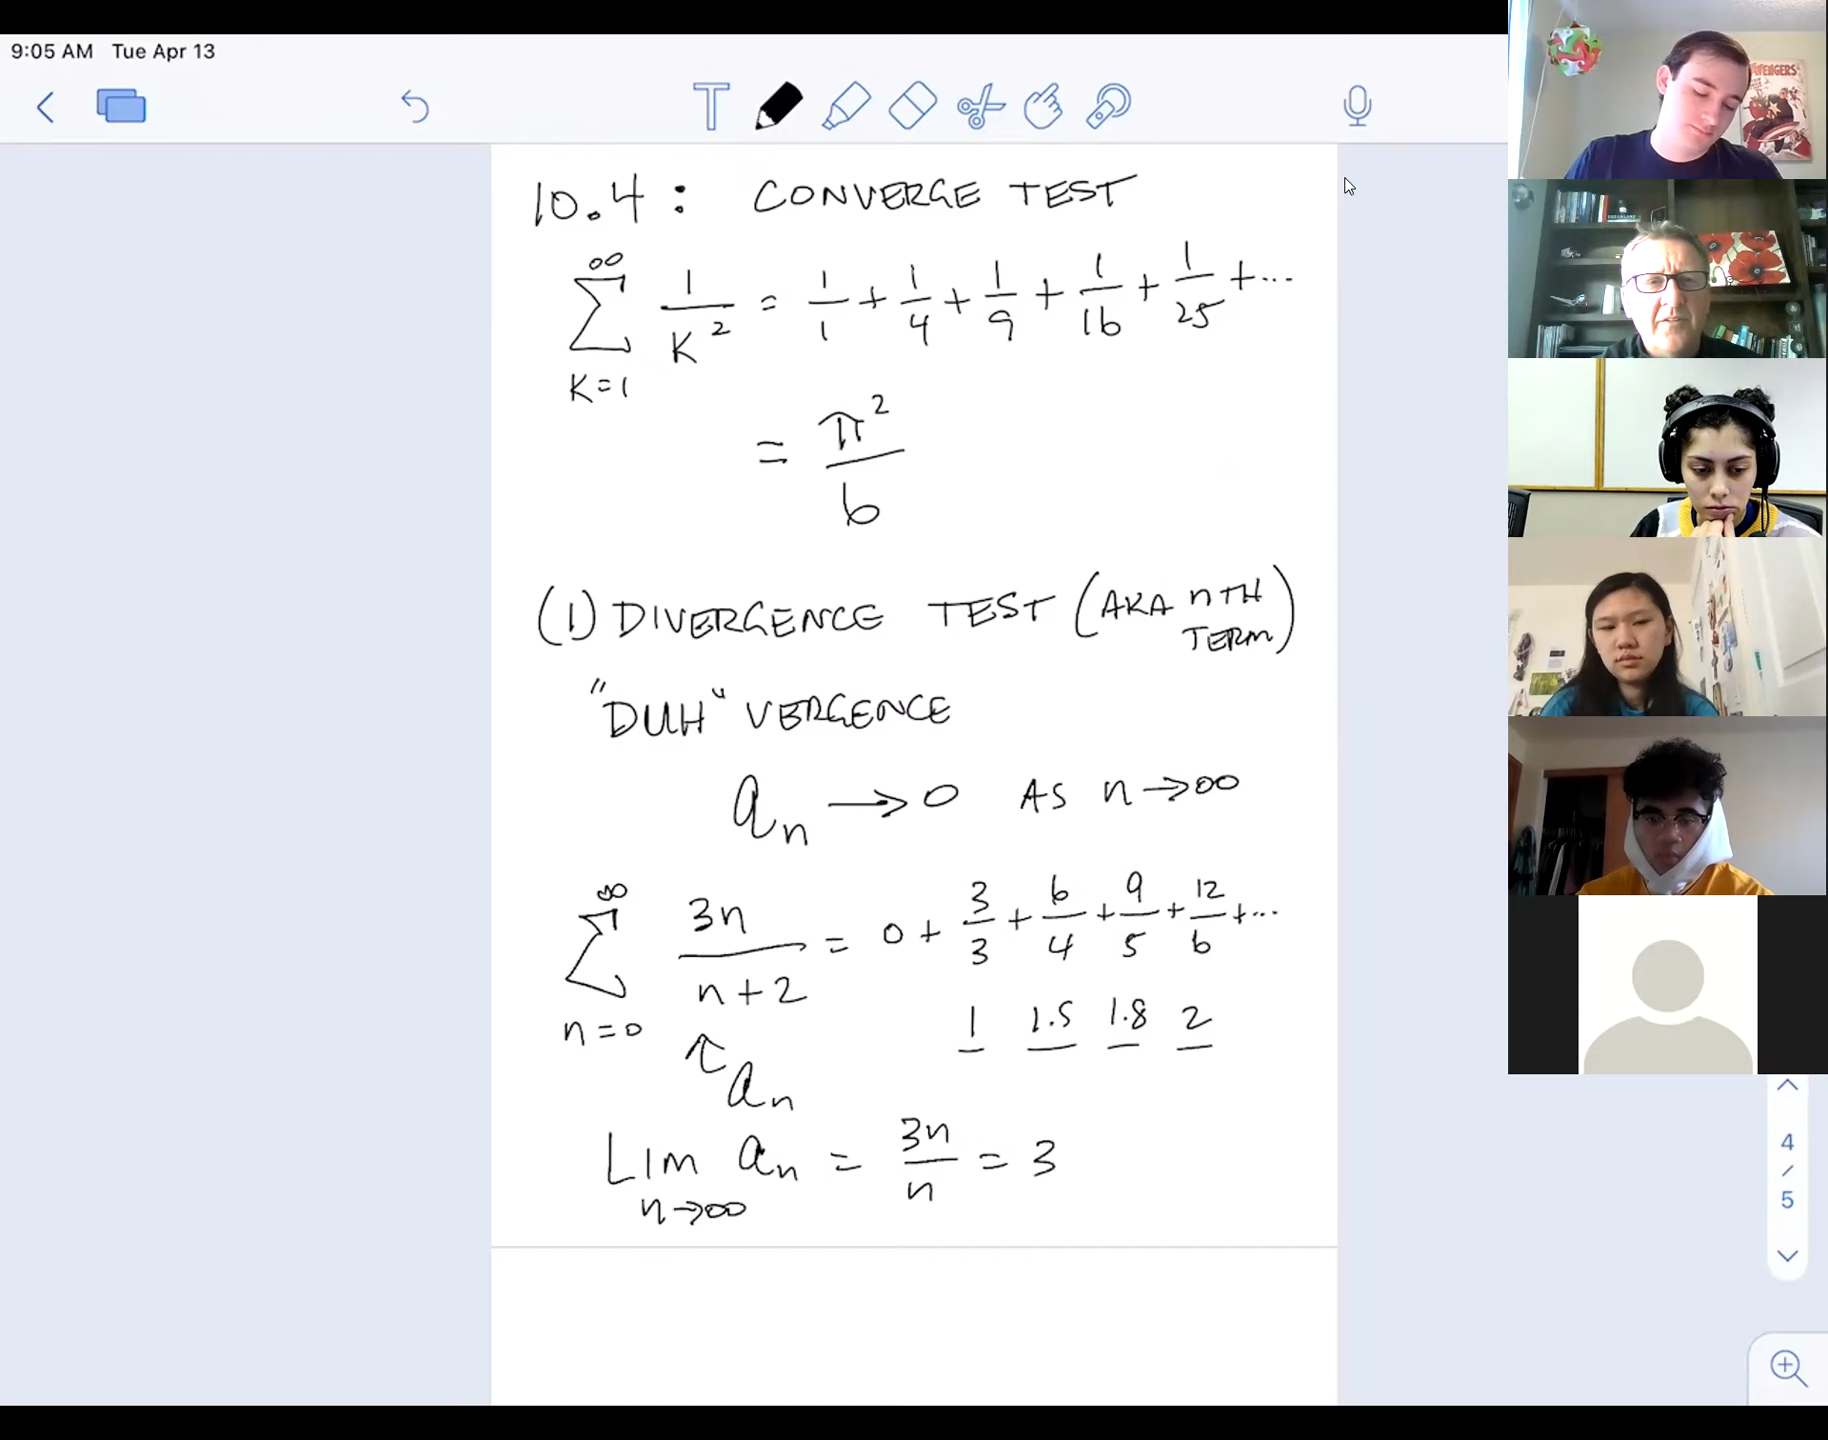 9:05 AM Tue Apr 13
10.4: CONVERGE TEST
∞
∑ 1/K² = 1/1 + 1/4 + 1/9 + 1/16 + 1/25 + ...
K=1
= π²/6
(1) DIVERGENCE TEST (AKA nTH TERM)
"DUH" VERGENCE
aₙ → 0 AS n→∞
∞
∑ 3n/(n+2) = 0 + 3/3 + 6/4 + 9/5 + 12/6 + ...
n=0
1 1.5 1.8 2
↖ aₙ
LIM aₙ = 3n/n = 3
n→∞
AVENGERS
4
/
5